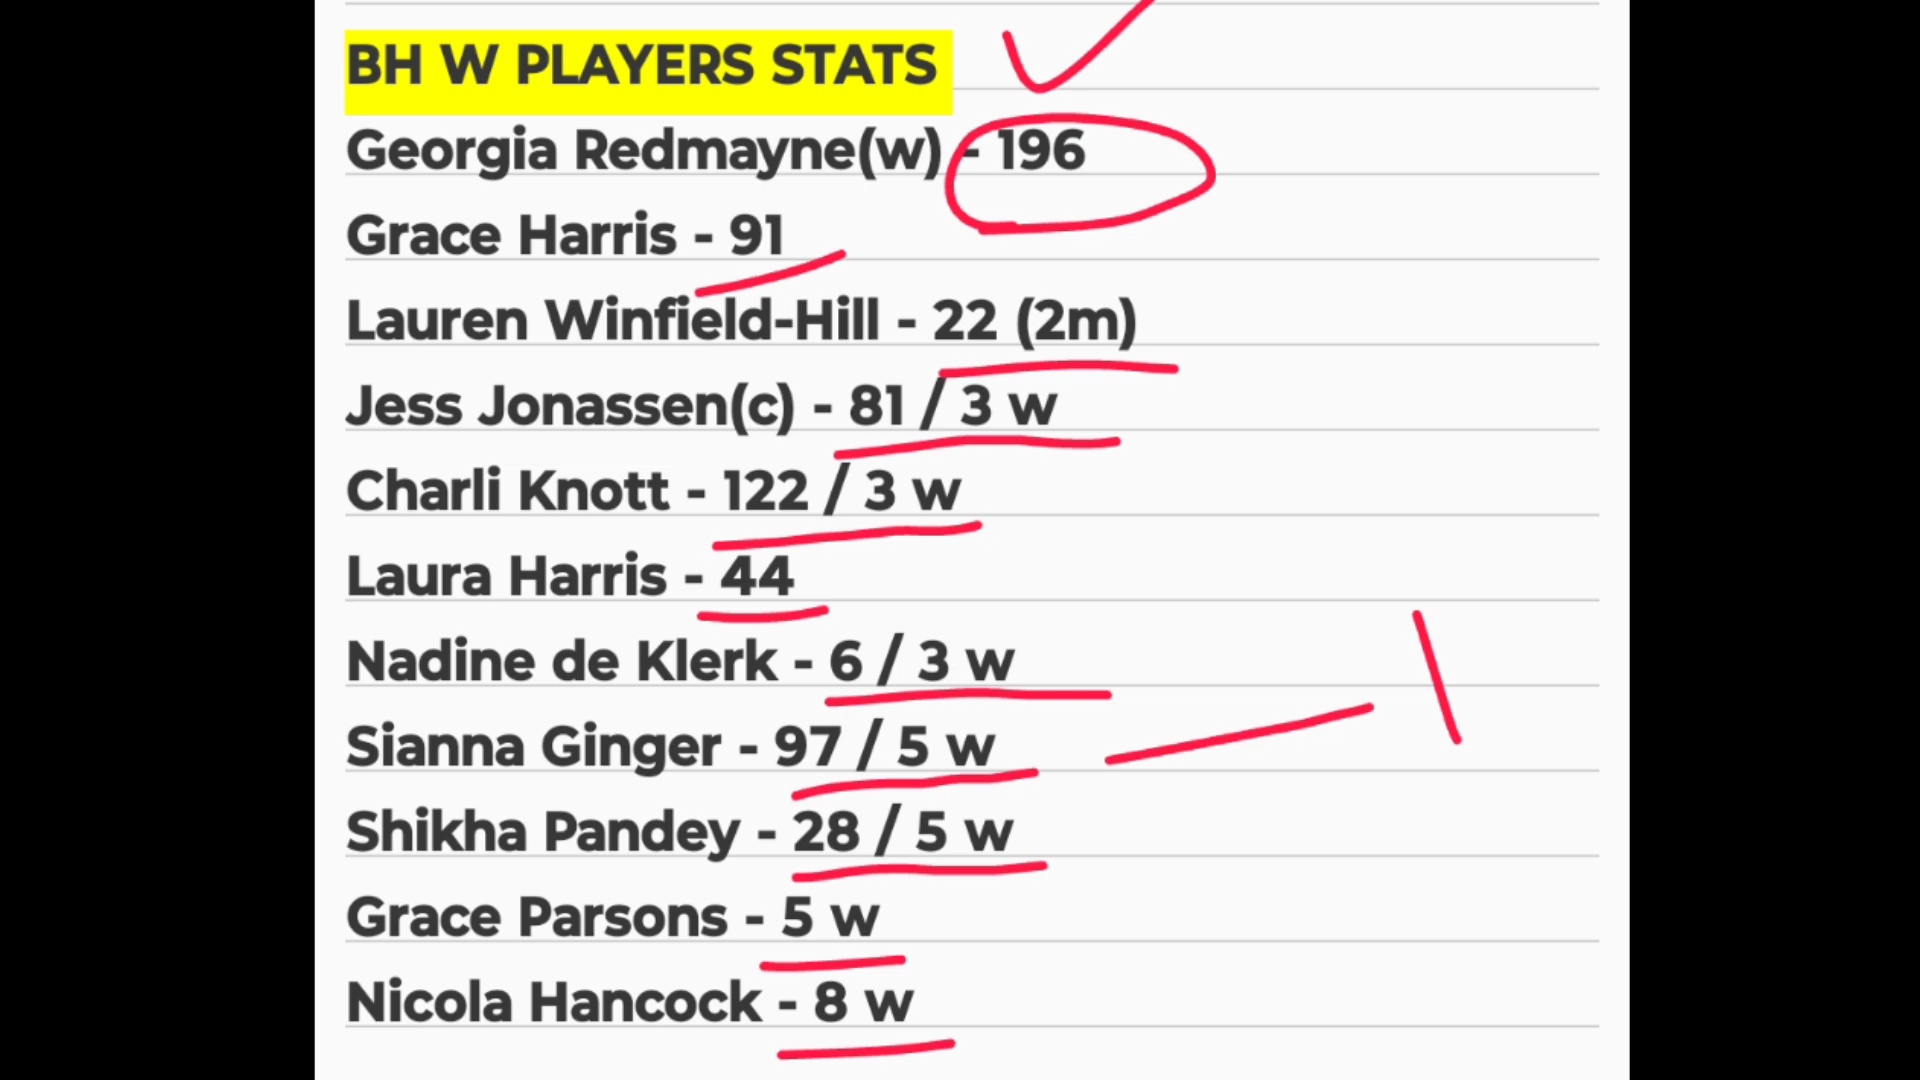 BH W PLAYERS STATS
Georgia Redmayne(w) - 196
Grace Harris - 91
Lauren Winfield-Hill - 22 (2m)
Jess Jonassen(c) - 81 / 3 w
Charli Knott - 122 / 3 w
Laura Harris - 44
Nadine de Klerk - 6 / 3 w
Sianna Ginger - 97 / 5 w
Shikha Pandey - 28 / 5 w
Grace Parsons - 5 w
Nicola Hancock - 8 w